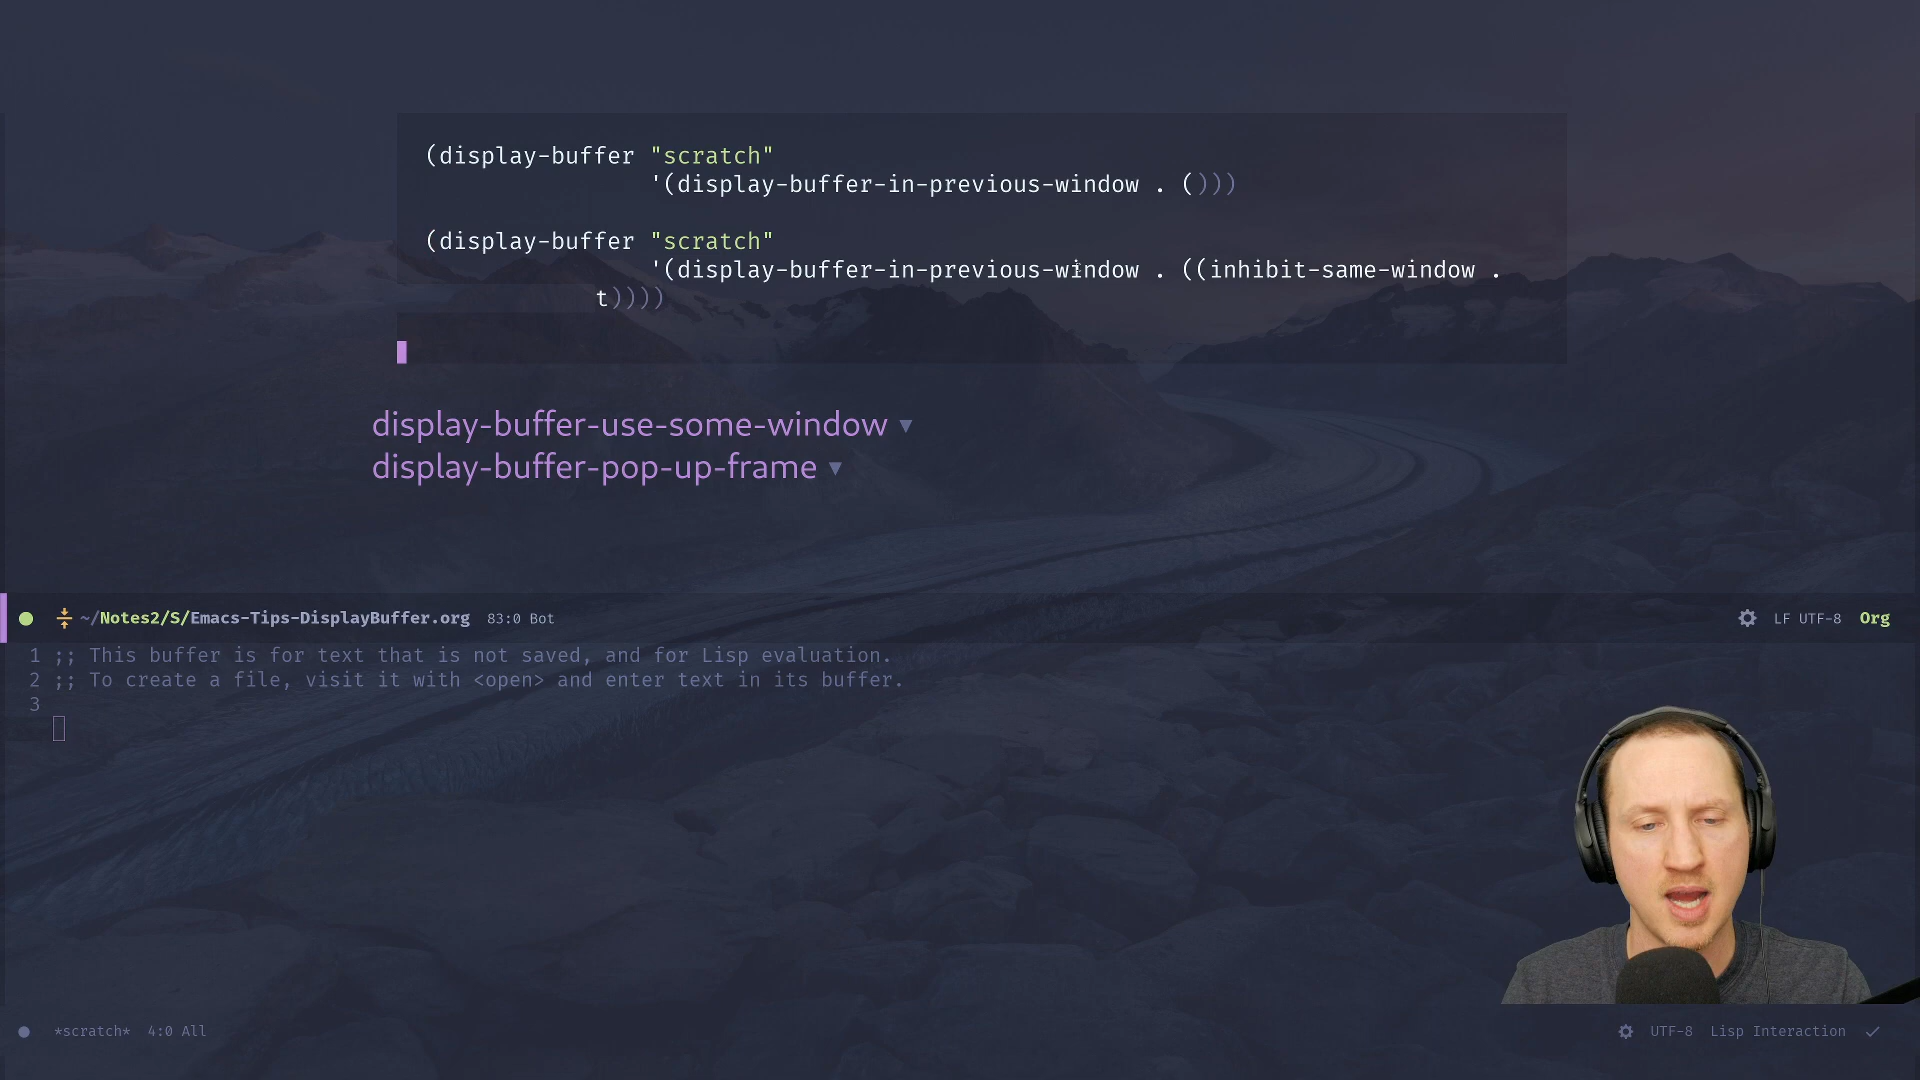 (display-buffer "scratch"
'(display-buffer-in-previous-window . ()))
(display-buffer "scratch"
'(display-buffer-in-previous-window . ((inhibit-same-window .
t))))
display-buffer-use-some-window ▾
display-buffer-pop-up-frame ▾
~/Notes2/S/Emacs-Tips-DisplayBuffer.org 83:0 Bot LF UTF-8 Org
1 ;; This buffer is for text that is not saved, and for Lisp evaluation.
2 ;; To create a file, visit it with <open> and enter text in its buffer.
3
*scratch* 4:0 All UTF-8 Lisp Interaction